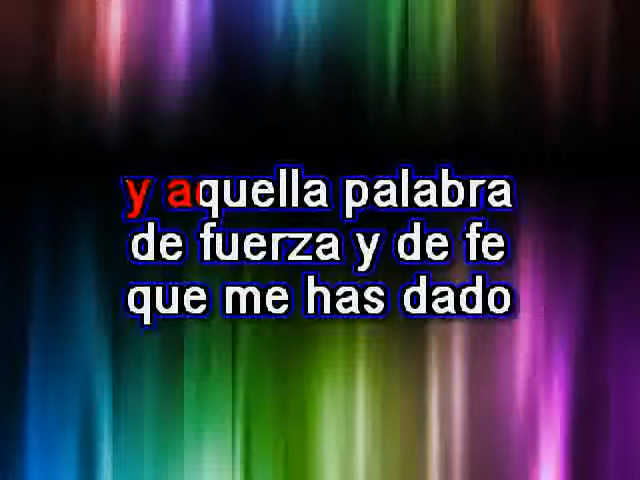 y aquella palabra
de fuerza y de fe
que me has dado